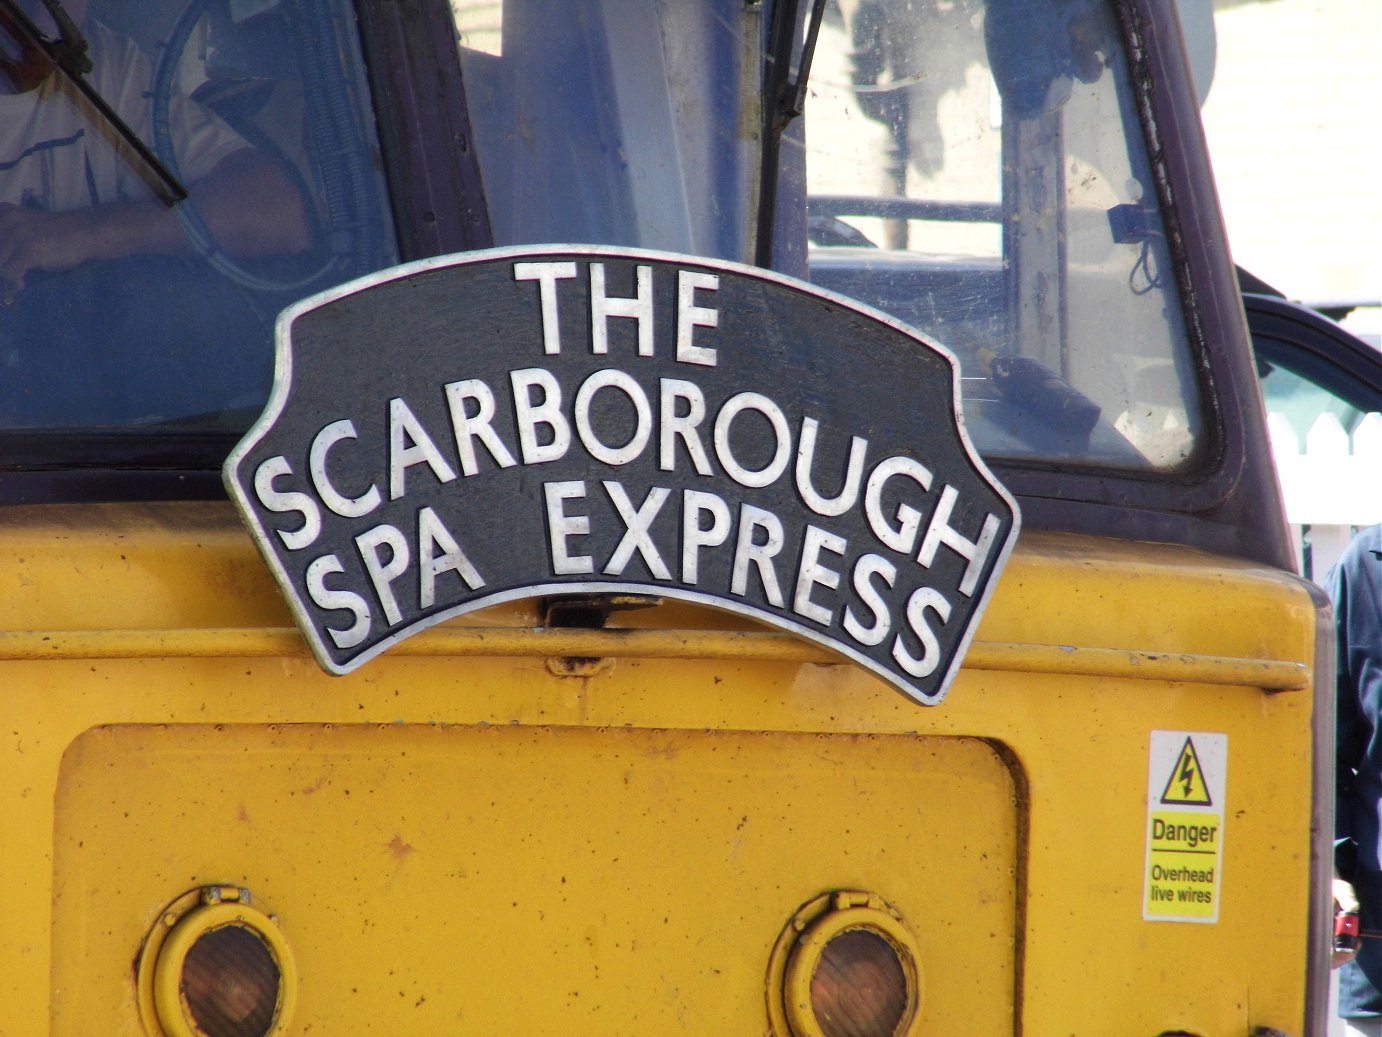 THE
SCARBOROUGH
SPA EXPRESS
Danger
Overhead
live wires